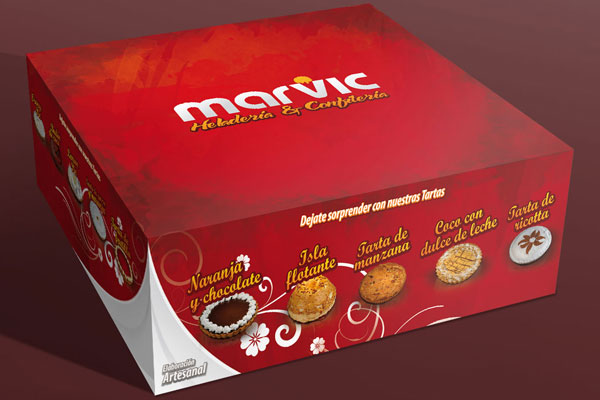 marvic
Heladería & Confitería
Dejate sorprender con nuestras Tartas
Naranja
y chocolate
Isla
flotante
Tarta de
manzana
Coco con
dulce de leche
Tarta de
ricotta
Elaboración
Artesanal